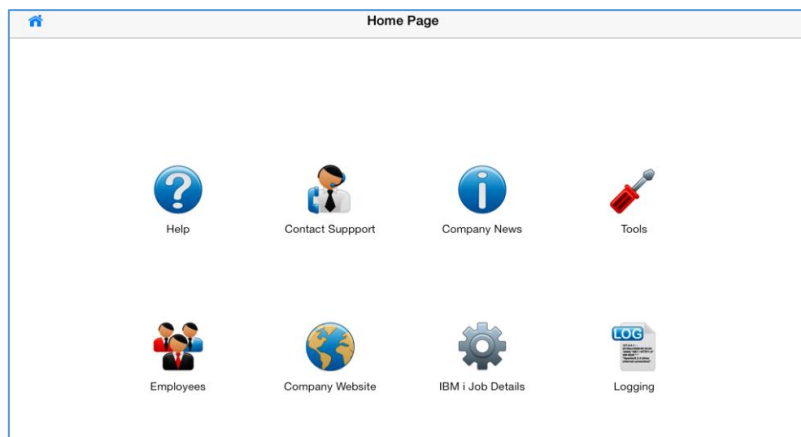 Home Page
Help
Contact Suppport
Company News
Tools
Employees
Company Website
IBM i Job Details
LOG
Logging